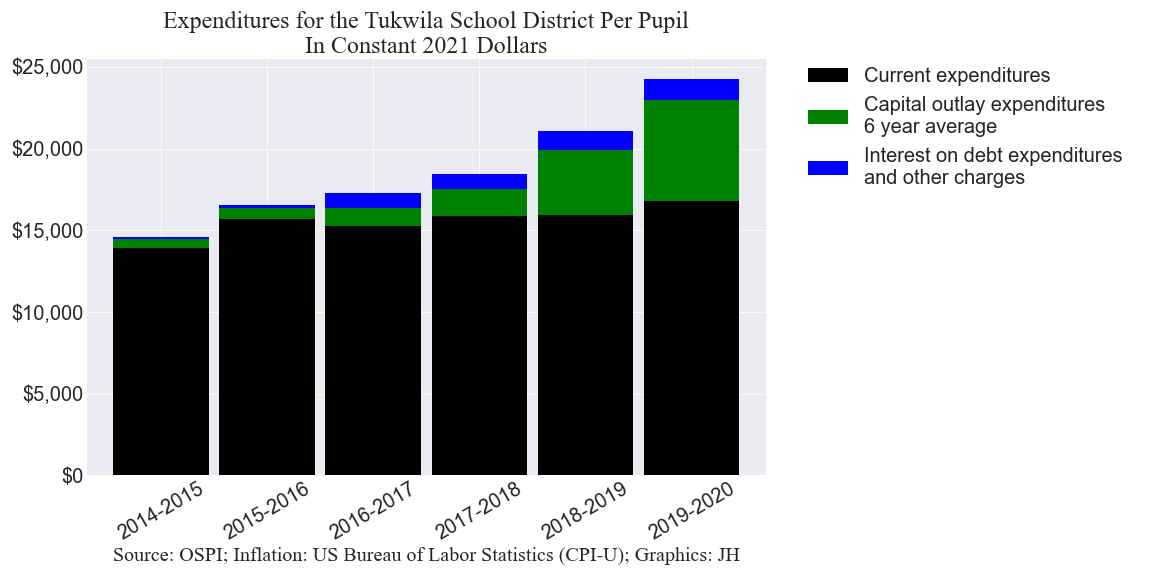 Expenditures for the Tukwila School District Per Pupil
In Constant 2021 Dollars
$25,000
$20,000
$15,000
$10,000
$5,000
$0
Current expenditures
Capital outlay expenditures
6 year average
Interest on debt expenditures
and other charges
2014-2015
2015-2016
2016-2017
2017-2018
2018-2019
2019-2020
Source: OSPI; Inflation: US Bureau of Labor Statistics (CPI-U); Graphics: JH